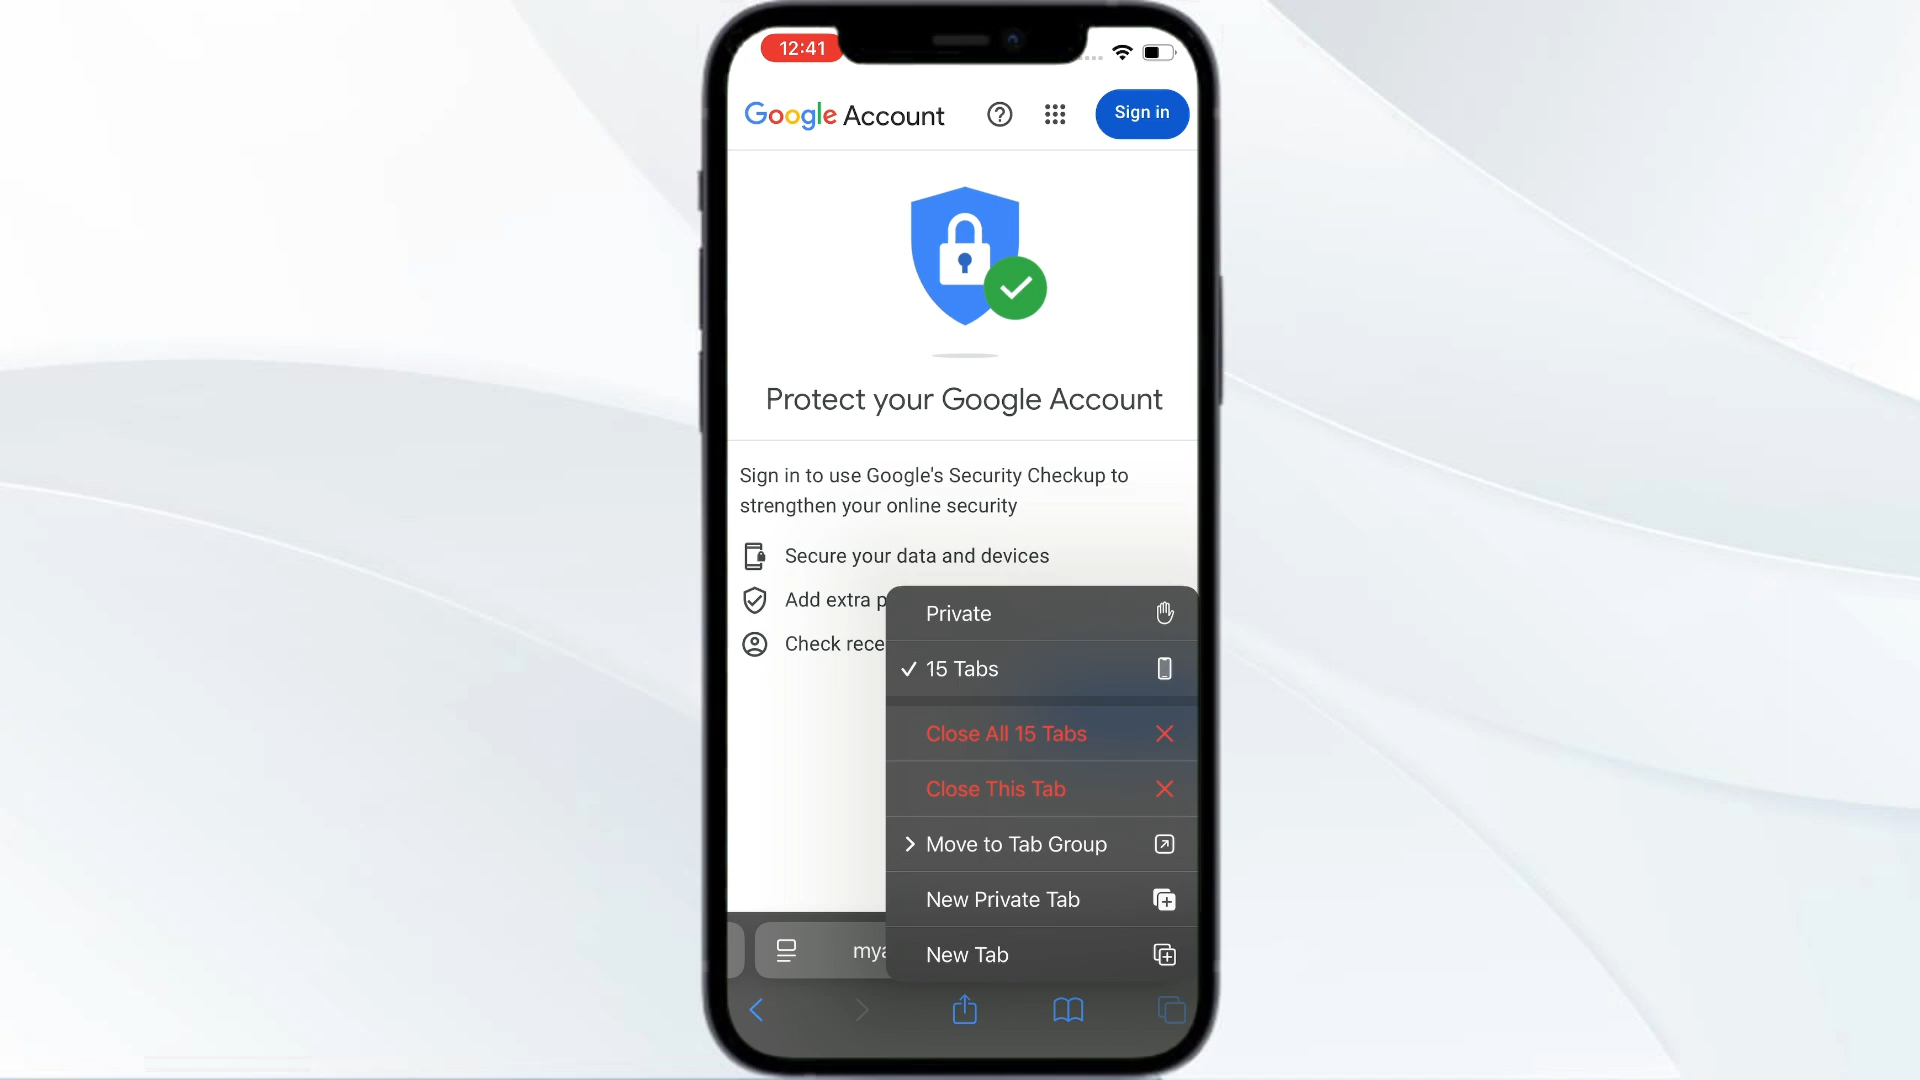 12:41
Google Account
Sign in
Protect your Google Account
Sign in to use Google's Security Checkup to
strengthen your online security
Secure your data and devices
Add extra
Check
Private
15 Tabs
Close All 15 Tabs
Close This Tab
Move to Tab Group
New Private Tab
New Tab